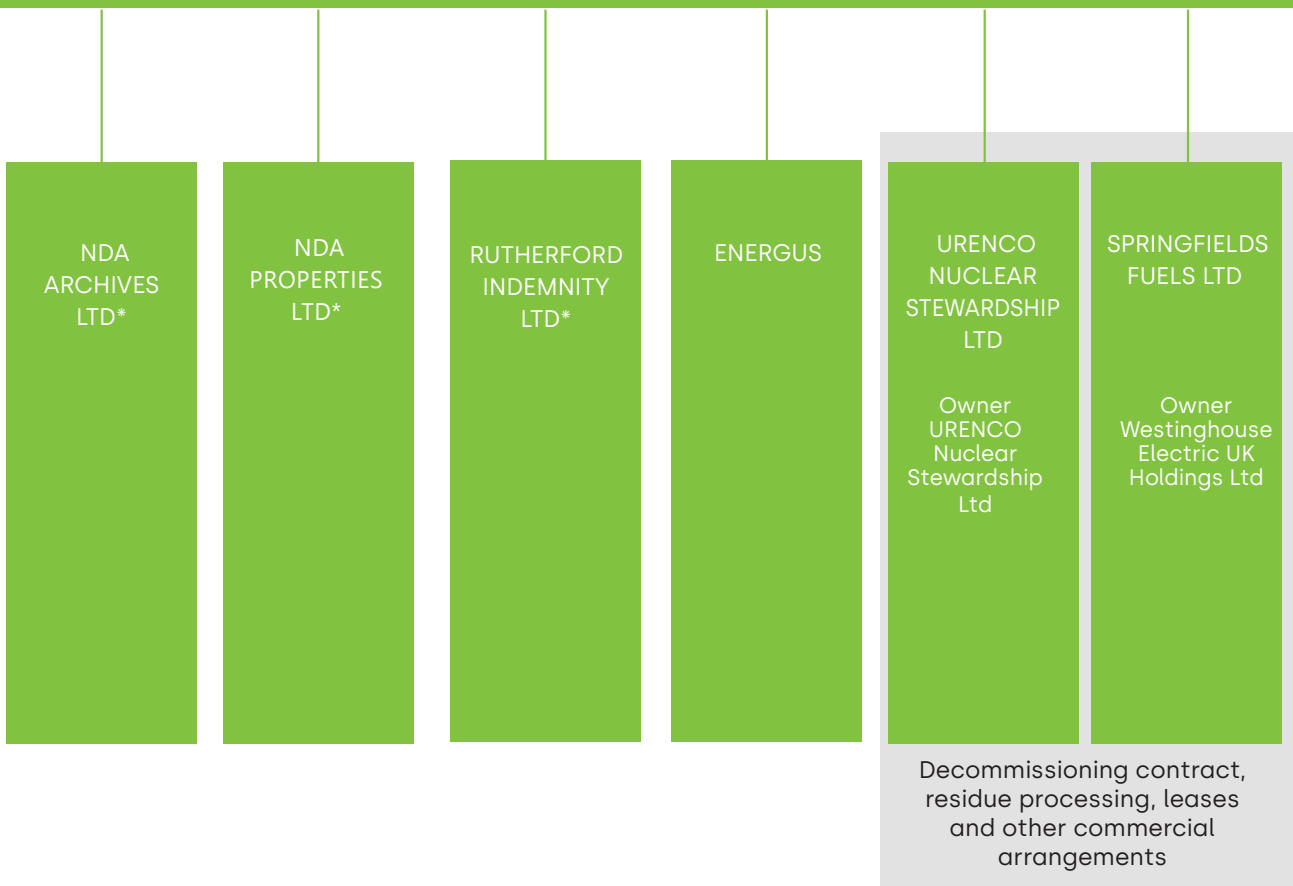 NDA
ARCHIVES
LTD*
NDA
PROPERTIES
LTD*
RUTHERFORD
INDEMNITY
LTD*
ENERGUS
URENCO
NUCLEAR
STEWARDSHIP
LTD
Owner
URENCO
Nuclear
Stewardship
Ltd
SPRINGFIELDS
FUELS LTD
Owner
Westinghouse
Electric UK
Holdings Ltd
Decommissioning contract,
residue processing, leases
and other commercial
arrangements